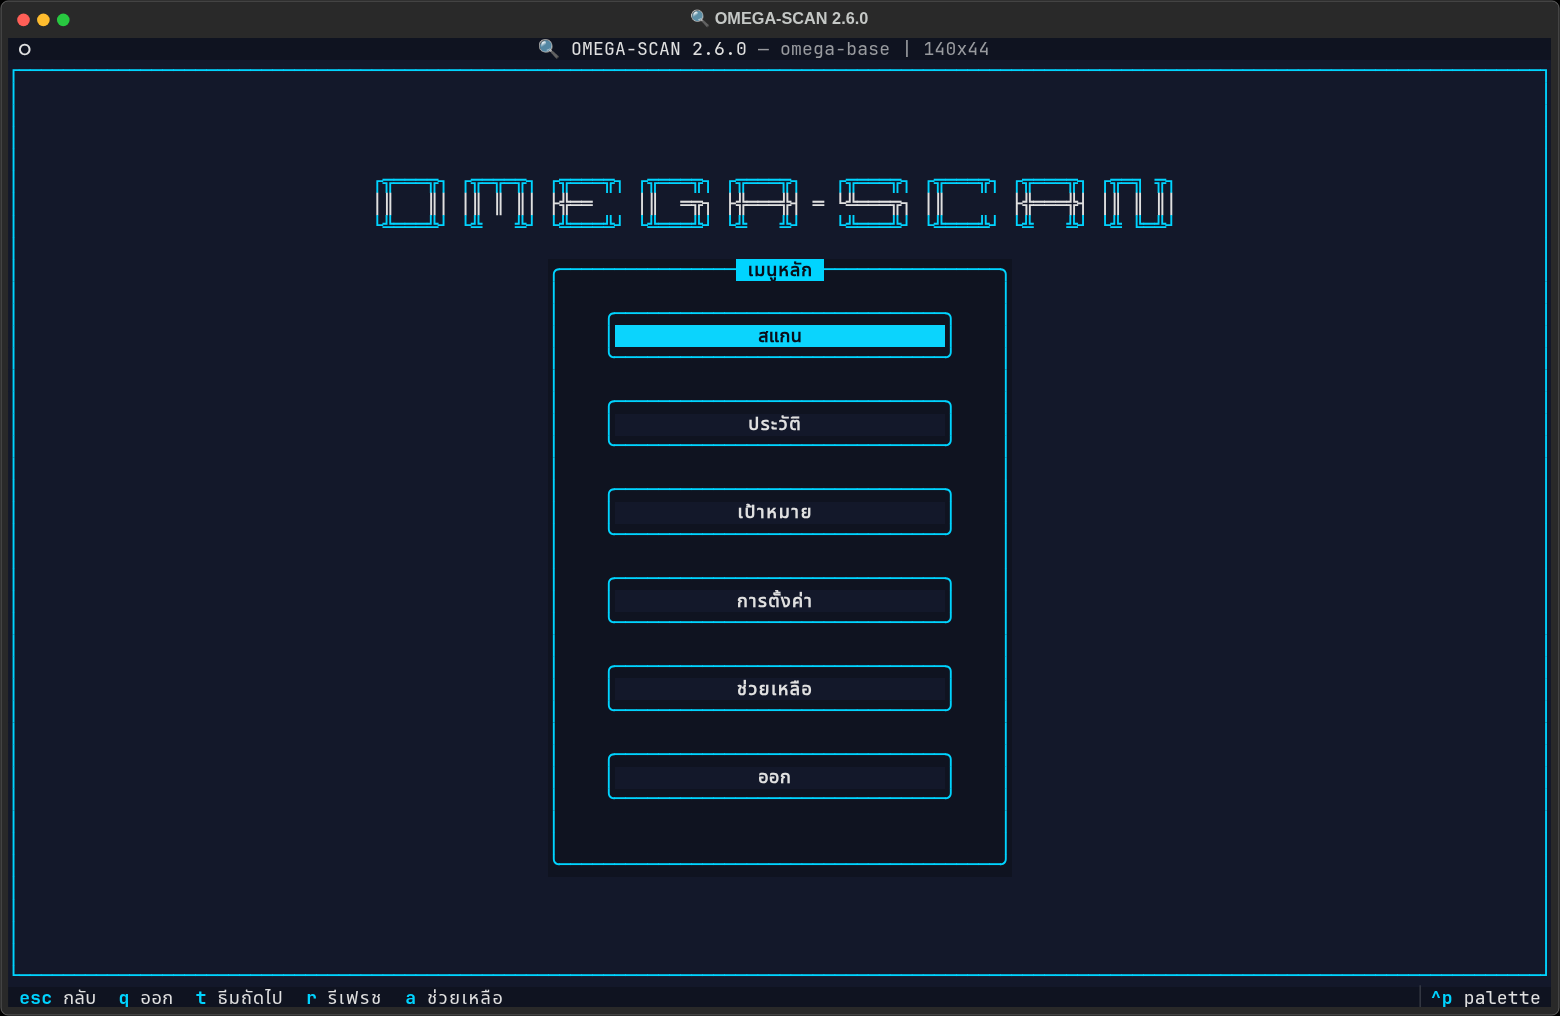 🔍 OMEGA-SCAN 2.6.0
🔍 OMEGA-SCAN 2.6.0 — omega-base | 140x44
OMEGA-SCAN
เมนูหลัก
สแกน
ประวัติ
เป้าหมาย
การตั้งค่า
ช่วยเหลือ
ออก
esc กลับ q ออก t ธีมถัดไป r รีเฟรช a ช่วยเหลือ ^p palette